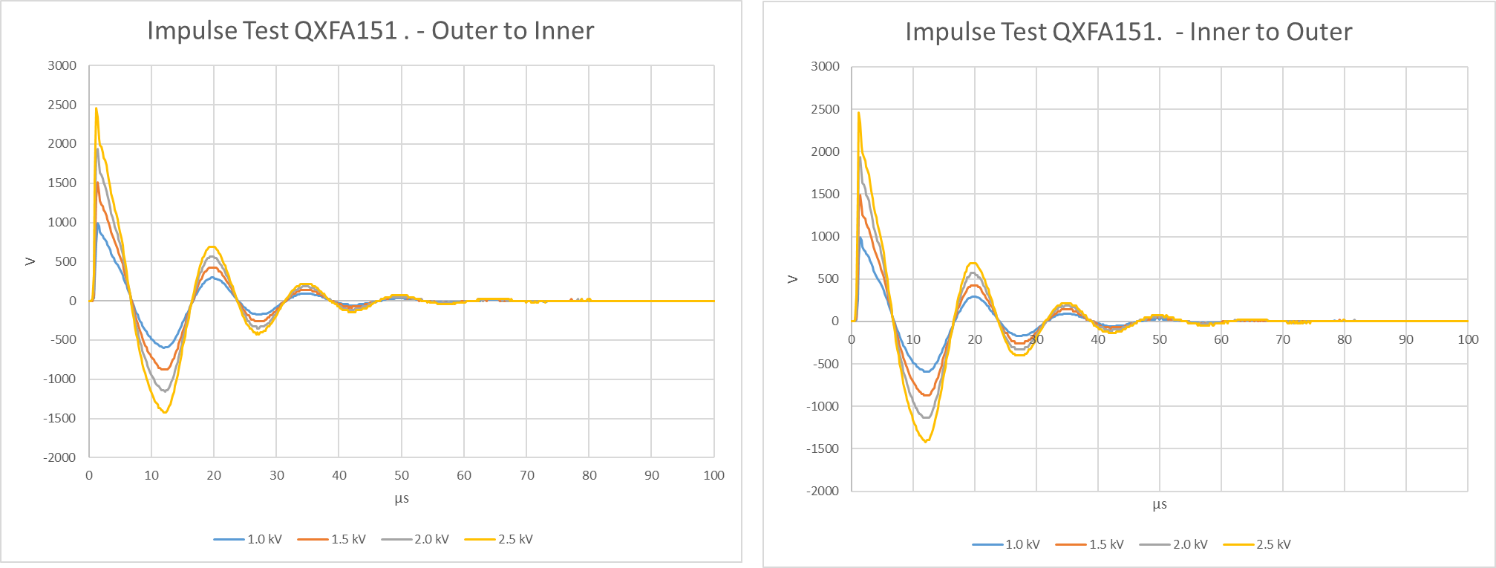 Impulse Test QXFA151 . - Outer to Inner
3000
2500
2000
1500
1000
500
0
-500
-1000
-1500
-2000
V
0 10 20 30 40 50 60 70 80 90 100
µs
1.0 kV 1.5 kV 2.0 kV 2.5 kV
Impulse Test QXFA151.  - Inner to Outer
3000
2500
2000
1500
1000
500
0
-500
-1000
-1500
-2000
V
0 10 20 30 40 50 60 70 80 90 100
µs
1.0 kV 1.5 kV 2.0 kV 2.5 kV